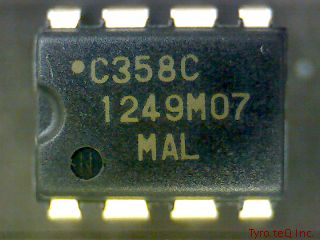 C358C
1249M07
MAL
Tyro teQ Inc.